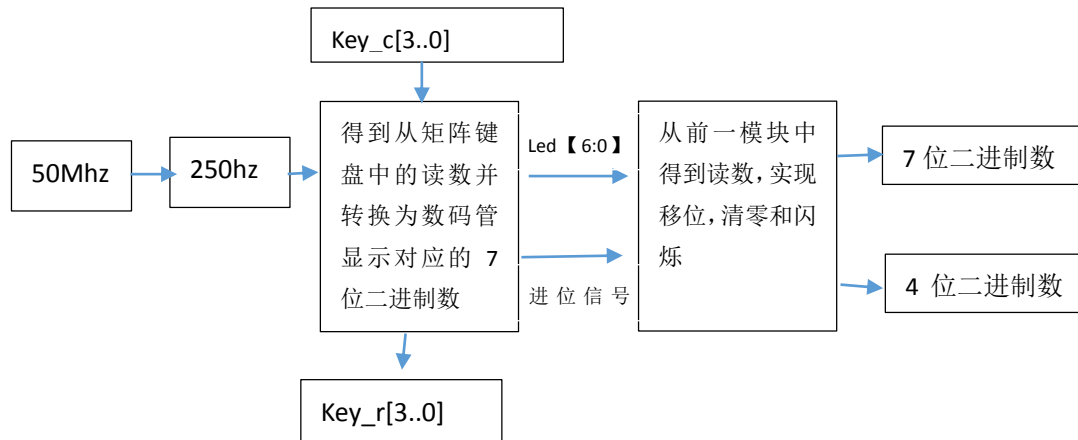 Key_c[3..0]
50Mhz
250hz
得到从矩阵键
盘中的读数并
转换为数码管
显示对应的 7
位二进制数
Led【6:0】
进位信号
从前一模块中
得到读数,实现
移位,清零和闪
烁
7 位二进制数
4 位二进制数
Key_r[3..0]